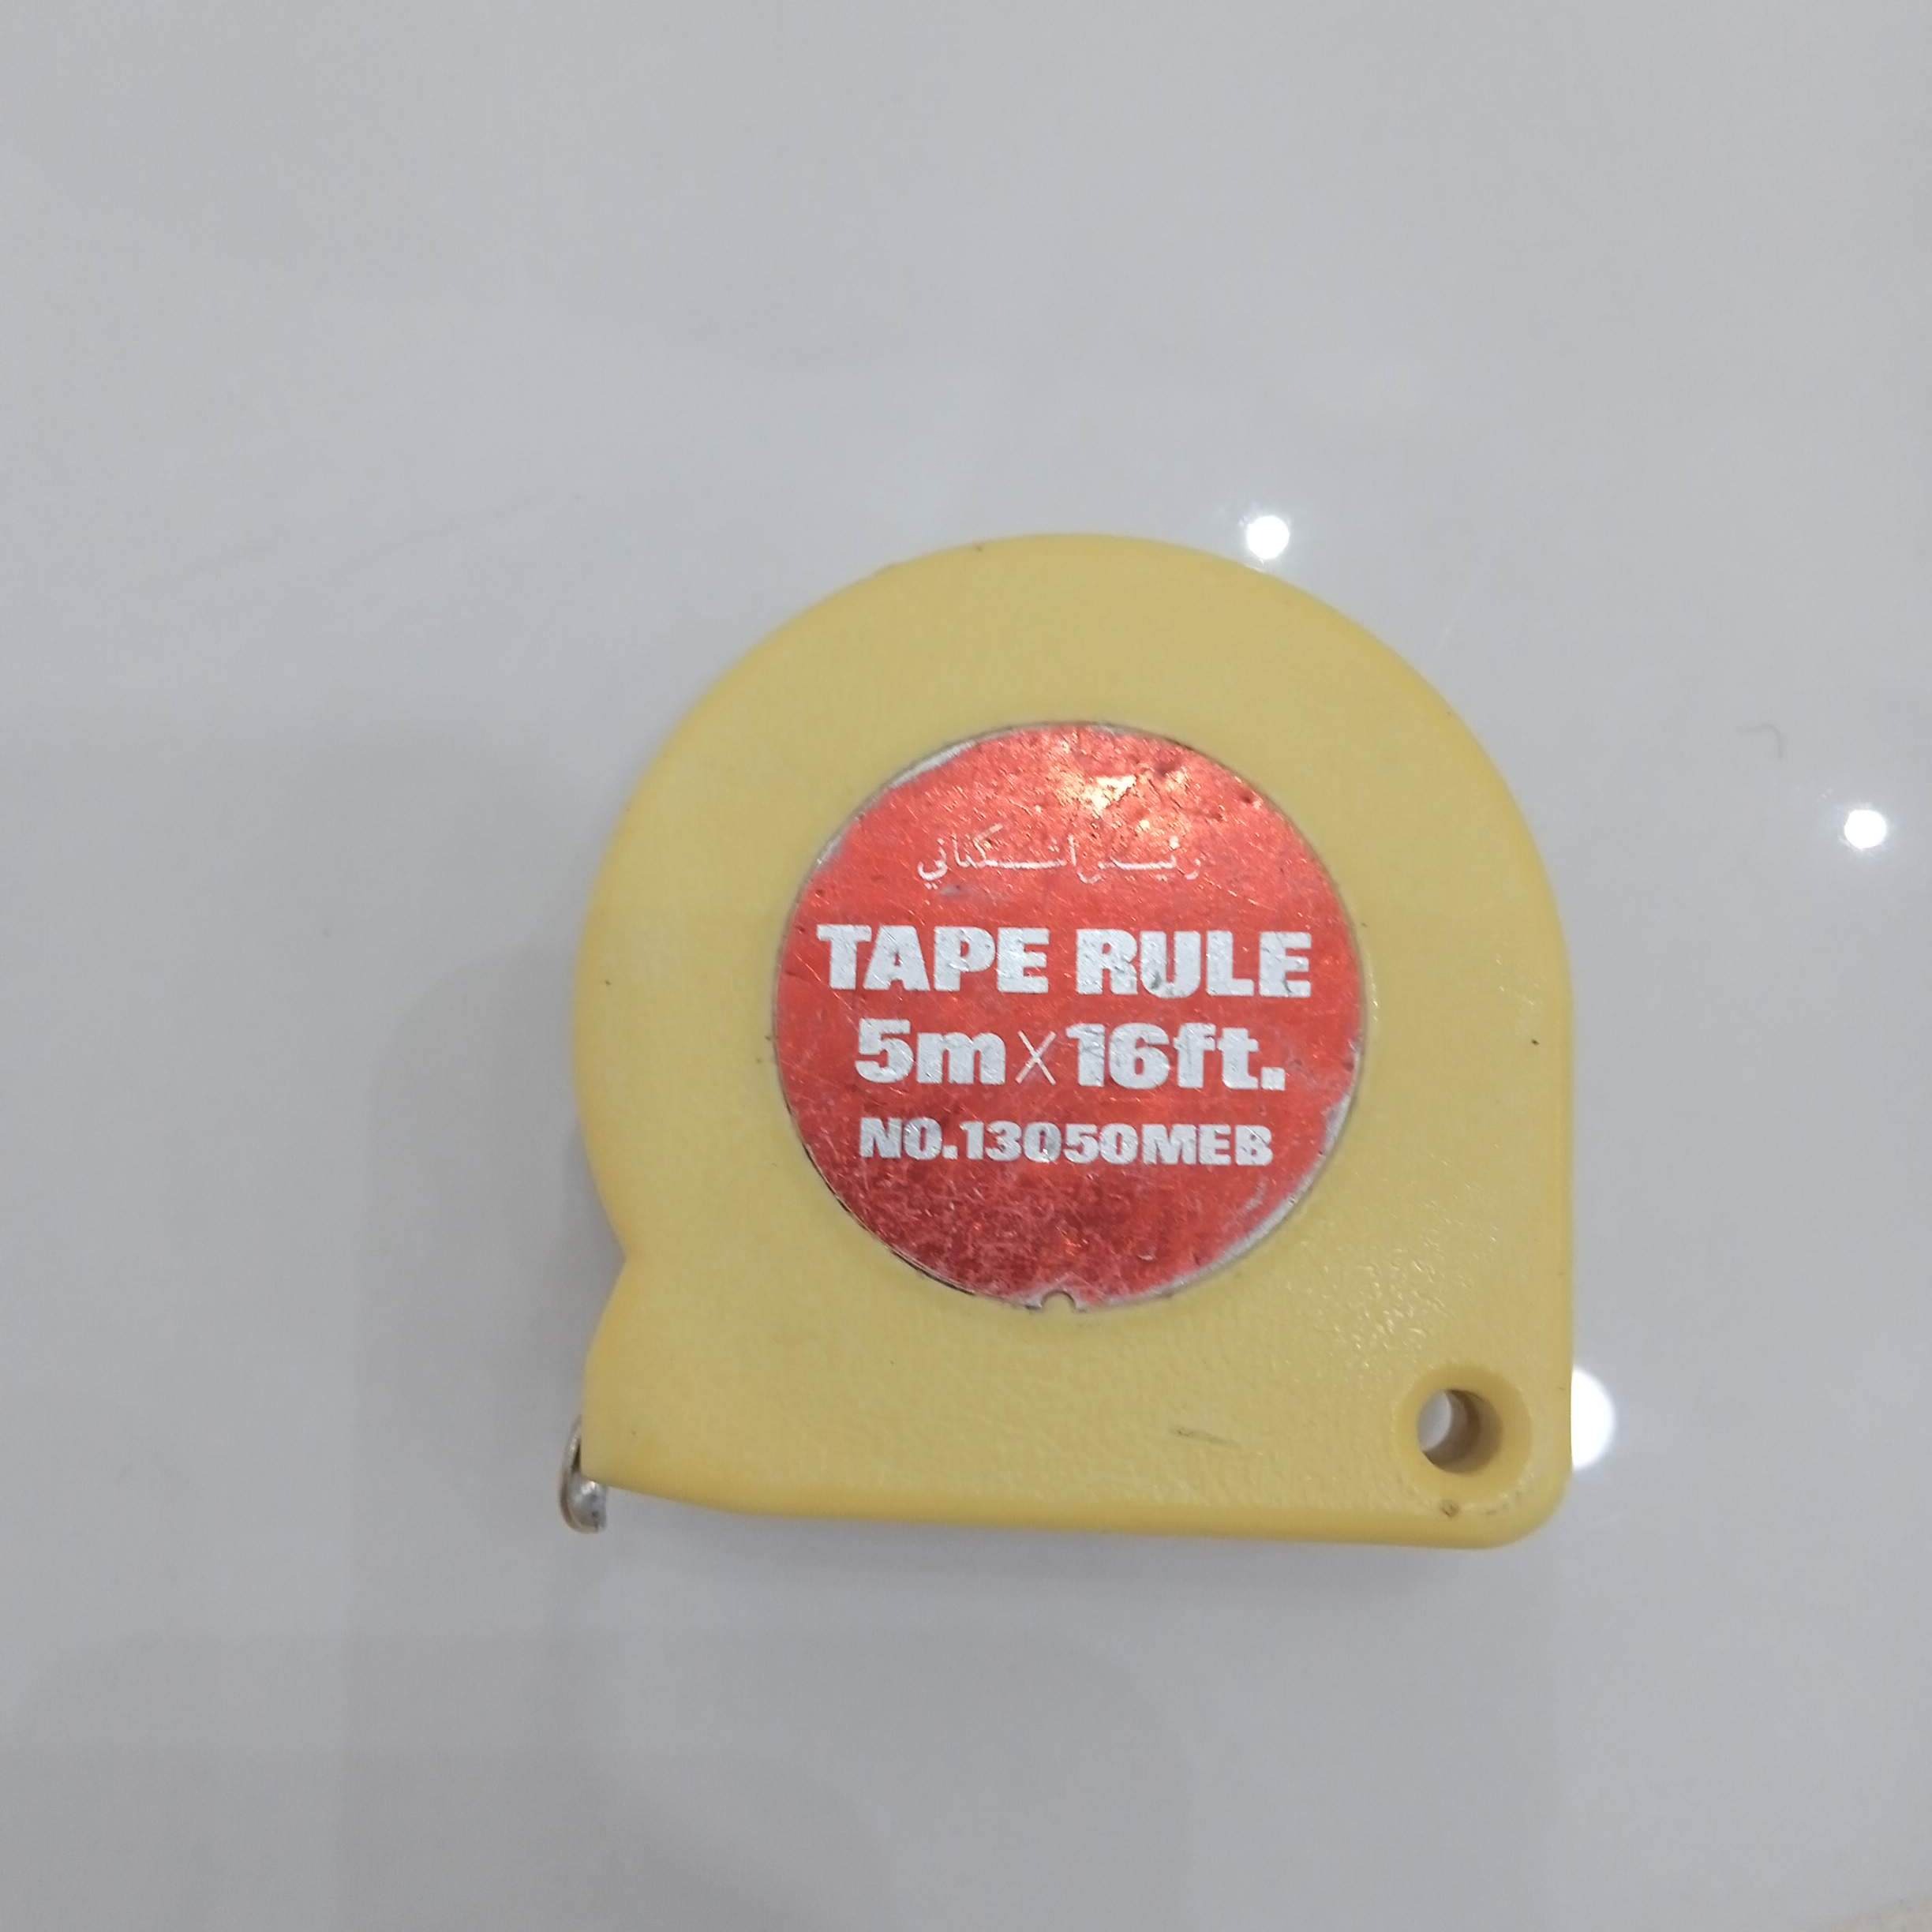 TAPE RULE
5m x 16ft.
NO.13050MEB